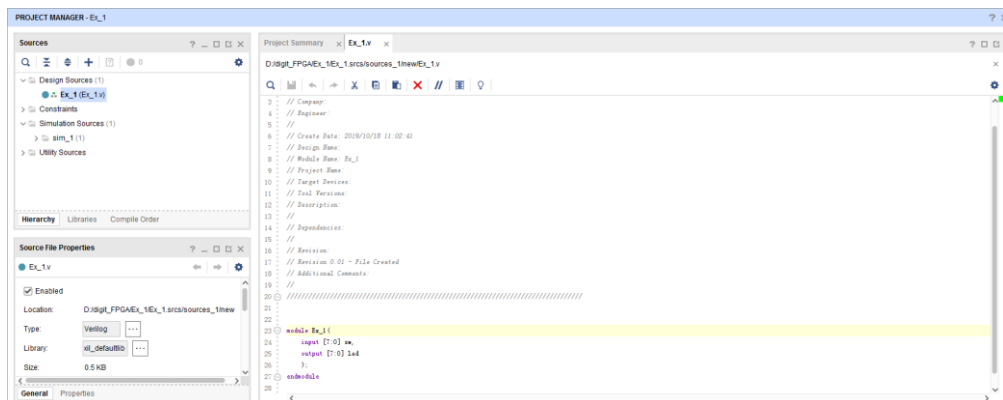 PROJECT MANAGER - Ex_1
Sources
Design Sources (1)
Ex_1 (Ex_1.v)
Constraints
Simulation Sources (1)
sim_1 (1)
Utility Sources
Hierarchy Libraries Compile Order
Source File Properties
Ex_1.v
Enabled
Location: D:/digit_FPGA/Ex_1/Ex_1.srcs/sources_1/new
Type: Verilog
Library: xil_defaultlib
Size: 0.5 KB
General Properties
Project Summary Ex_1.v
D:/digit_FPGA/Ex_1/Ex_1.srcs/sources_1/new/Ex_1.v
3 // Company:
4 // Engineer:
5 //
6 // Create Date: 2019/10/18 11:02:41
7 // Design Name:
8 // Module Name: Ex_1
9 // Project Name:
10 // Target Devices:
11 // Tool Versions:
12 // Description:
13 //
14 // Dependencies:
15 //
16 // Revision:
17 // Revision 0.01 - File Created
18 // Additional Comments:
19 //
20 //////////////////////////////////////////////////////////////////////////////////
21
22
23 module Ex_1(
24 input [7:0] sw,
25 output [7:0] led
26 );
27 endmodule
28